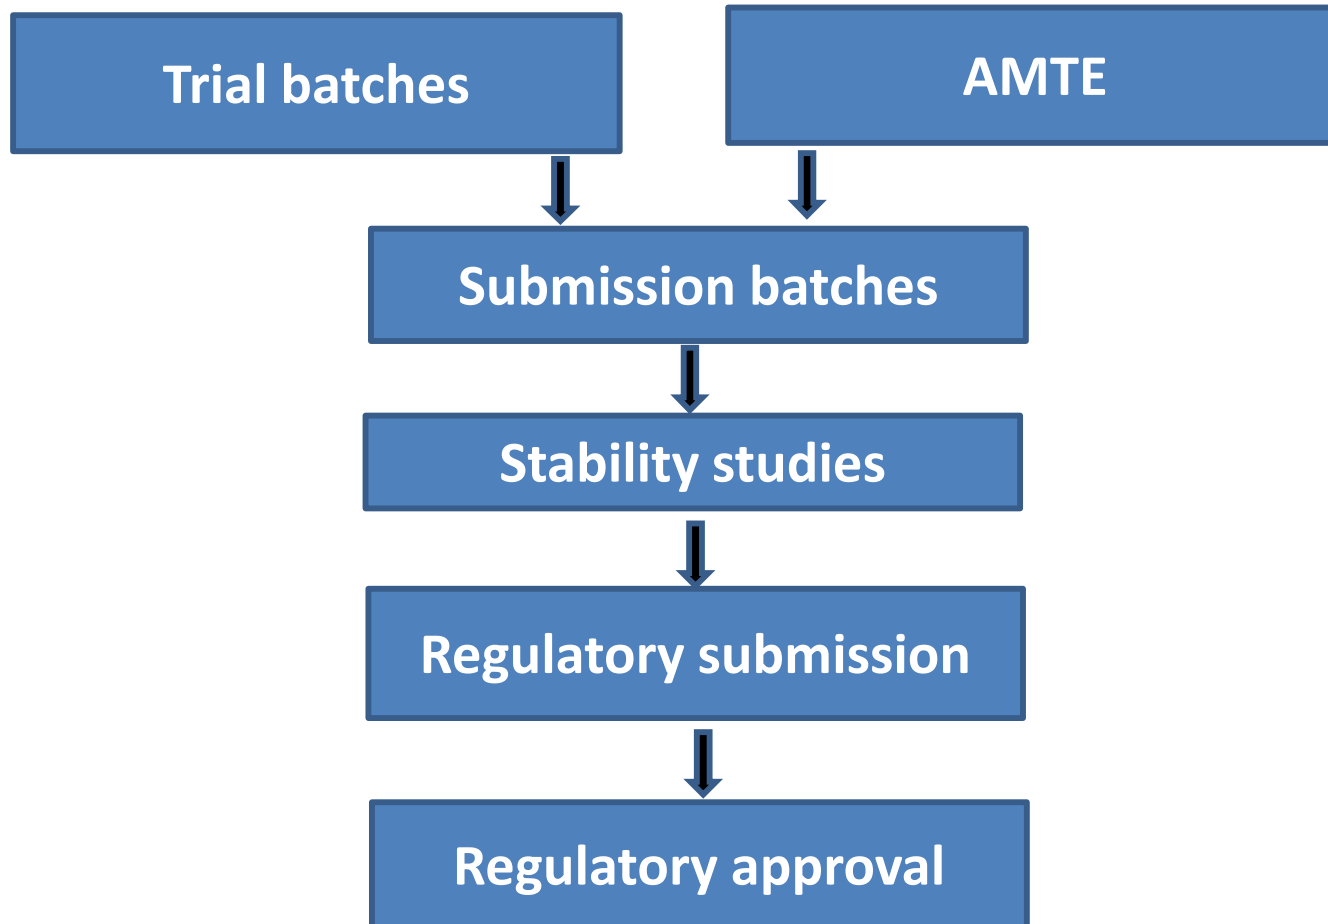 Trial batches
AMTE
Submission batches
Stability studies
Regulatory submission
Regulatory approval